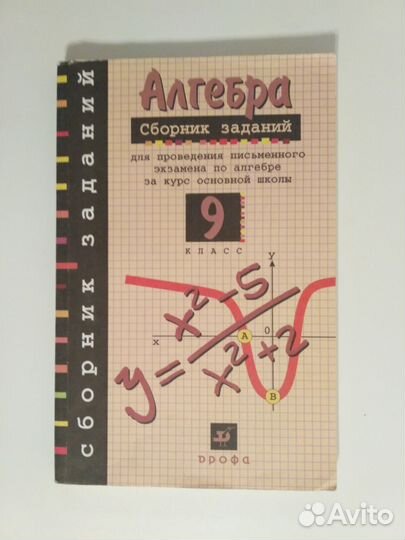 сборник заданий
Алгебра
Сборник заданий
для проведения письменного
экзамена по алгебре
за курс основной школы
9
КЛАСС
y
x
0
A
B
y = x² - 5 / x² + 2
дрофа
Avito